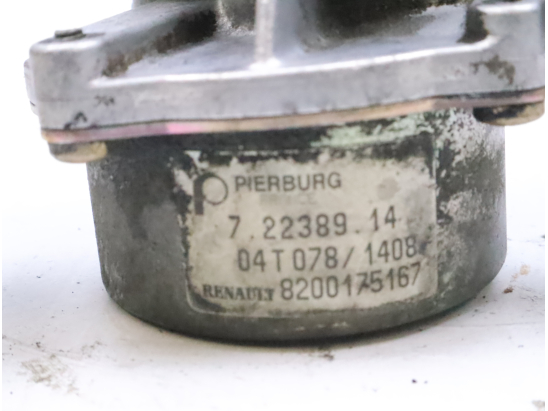 PIERBURG
7.22389.14
04T078/1408
RENAULT 8200175167